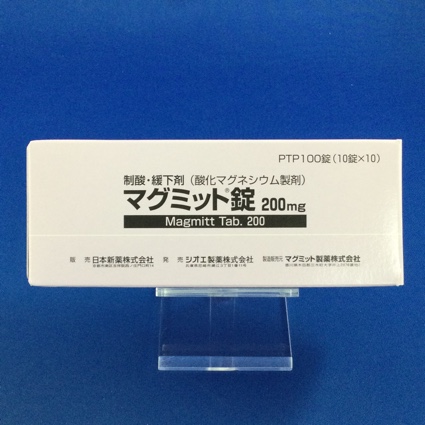 PTP100錠(10錠×10)
制酸・緩下剤(酸化マグネシウム製剤)
マグミット®錠 200mg
Magmitt Tab. 200
販売 日本新薬株式会社 発売 シオエ製薬株式会社 製造販売元 マグミット製薬株式会社